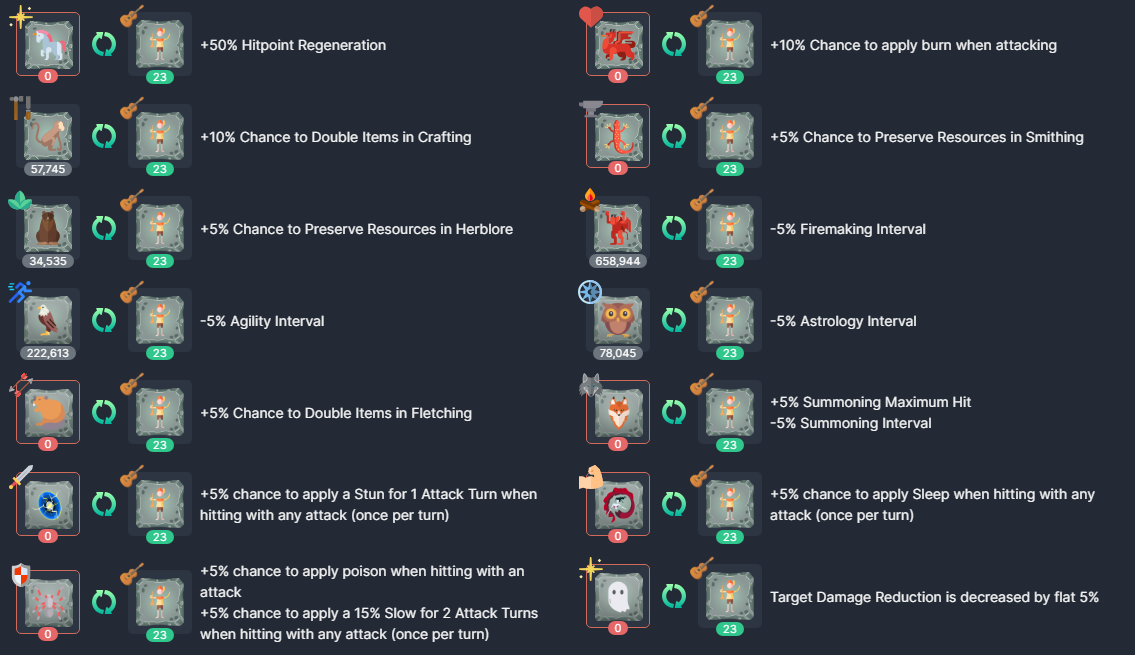 +50% Hitpoint Regeneration
0
23
+10% Chance to apply burn when attacking
0
23
+10% Chance to Double Items in Crafting
57,745
23
+5% Chance to Preserve Resources in Smithing
0
23
+5% Chance to Preserve Resources in Herblore
34,535
23
-5% Firemaking Interval
658,944
23
-5% Agility Interval
222,613
23
-5% Astrology Interval
78,045
23
+5% Chance to Double Items in Fletching
0
23
+5% Summoning Maximum Hit
-5% Summoning Interval
0
23
+5% chance to apply a Stun for 1 Attack Turn when
hitting with any attack (once per turn)
0
23
+5% chance to apply Sleep when hitting with any
attack (once per turn)
0
23
+5% chance to apply poison when hitting with an
attack
+5% chance to apply a 15% Slow for 2 Attack Turns
when hitting with any attack (once per turn)
0
23
Target Damage Reduction is decreased by flat 5%
0
23